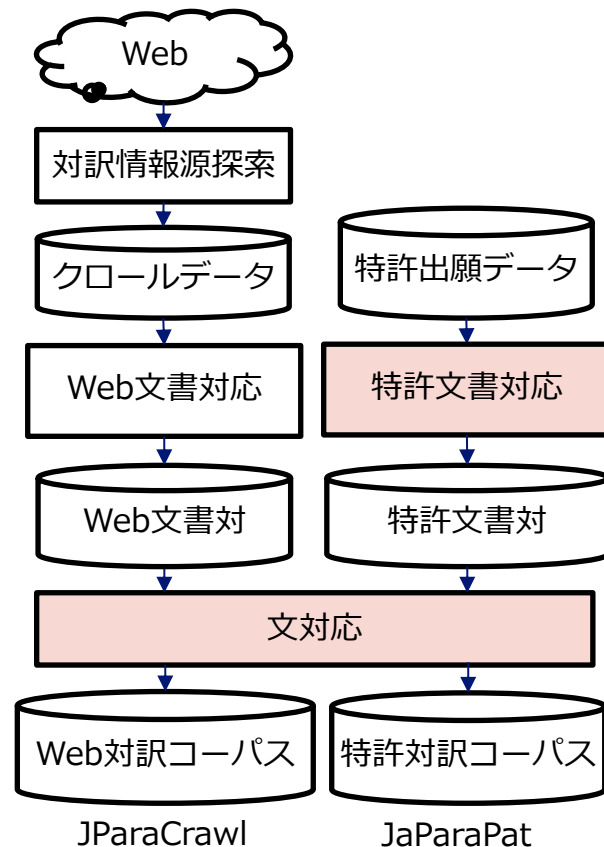 Web
対訳情報源探索
クロールデータ
特許出願データ
Web文書対応
特許文書対応
Web文書対
特許文書対
文対応
Web対訳コーパス
特許対訳コーパス
JParaCrawl
JaParaPat